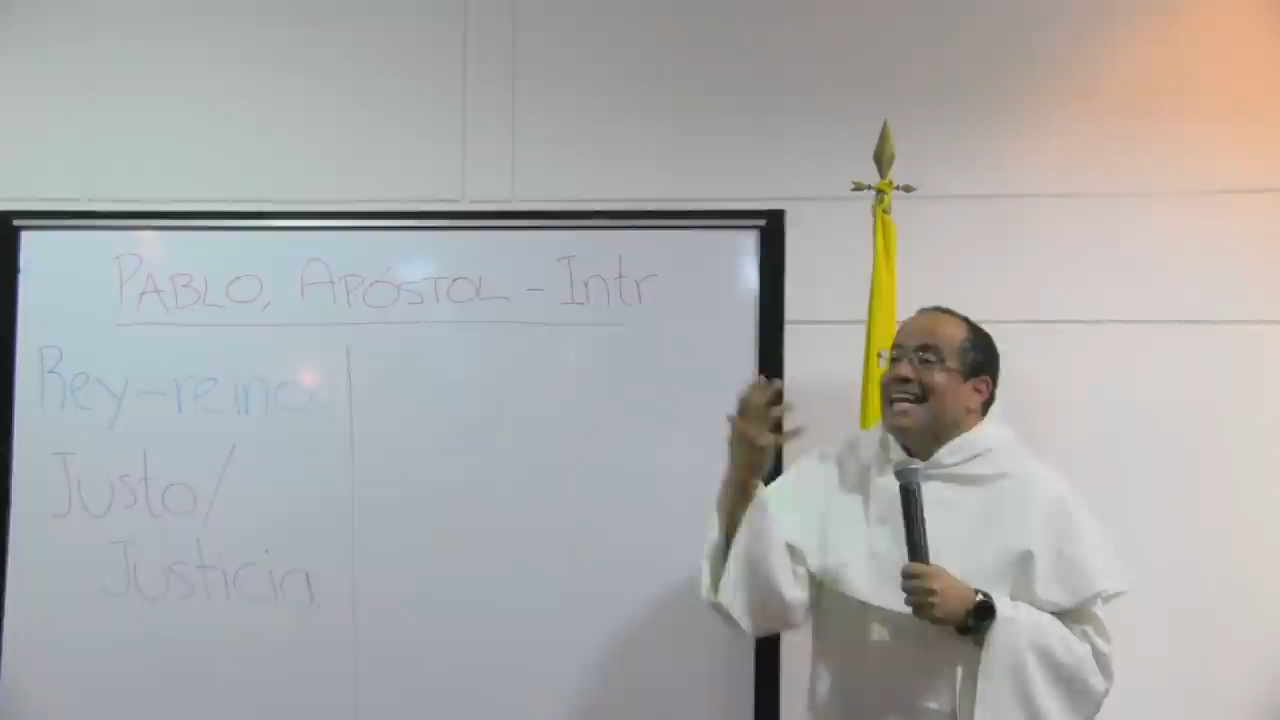 PABLO, APÓSTOL - Intr.
Rey-reino
Justo/
Justicia